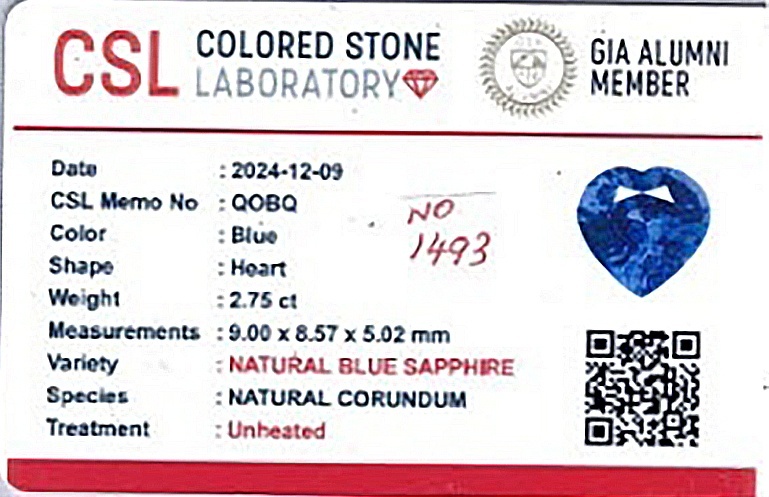 CSL COLORED STONE LABORATORY
GIA ALUMNI MEMBER
Date : 2024-12-09
CSL Memo No : QOBQ
NO 1493
Color : Blue
Shape : Heart
Weight : 2.75 ct
Measurements : 9.00 x 8.57 x 5.02 mm
Variety : NATURAL BLUE SAPPHIRE
Species : NATURAL CORUNDUM
Treatment : Unheated